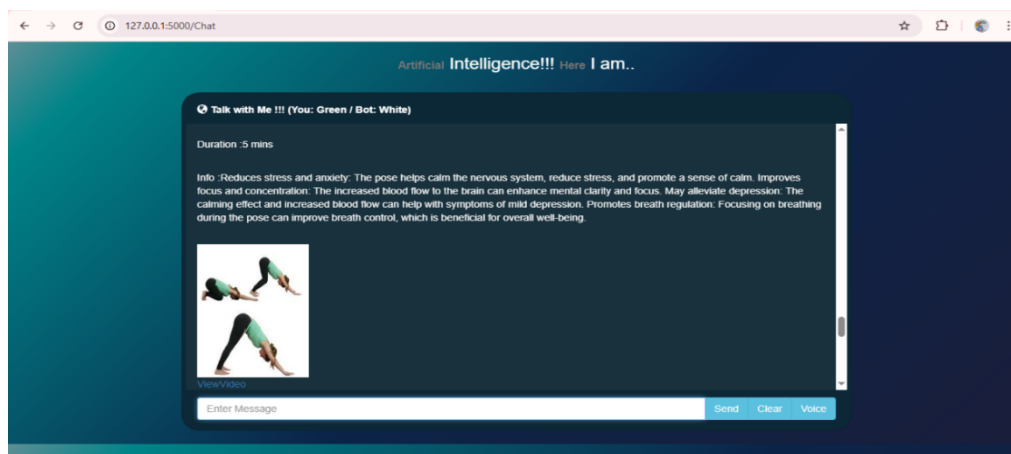 127.0.0.1:5000/Chat
Artificial Intelligence!!! Here I am..
Talk with Me !!! (You: Green / Bot: White)
Duration :5 mins
Info :Reduces stress and anxiety: The pose helps calm the nervous system, reduce stress, and promote a sense of calm. Improves
focus and concentration: The increased blood flow to the brain can enhance mental clarity and focus. May alleviate depression: The
calming effect and increased blood flow can help with symptoms of mild depression. Promotes breath regulation: Focusing on breathing
during the pose can improve breath control, which is beneficial for overall well-being.
ViewVideo
Enter Message Send Clear Voice